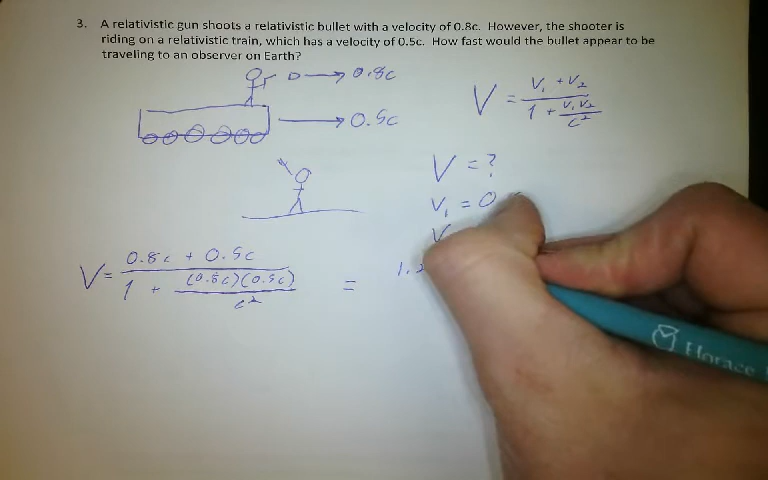 3. A relativistic gun shoots a relativistic bullet with a velocity of 0.8c. However, the shooter is
riding on a relativistic train, which has a velocity of 0.5c. How fast would the bullet appear to be
traveling to an observer on Earth?
0.8c
0.5c
V = V₁ + V₂ / 1 + V₁V₂ / c²
V = ?
V₁ = 0
V
V = 0.8c + 0.5c / 1 + (0.8c)(0.5c) / c² =
1.
Horace